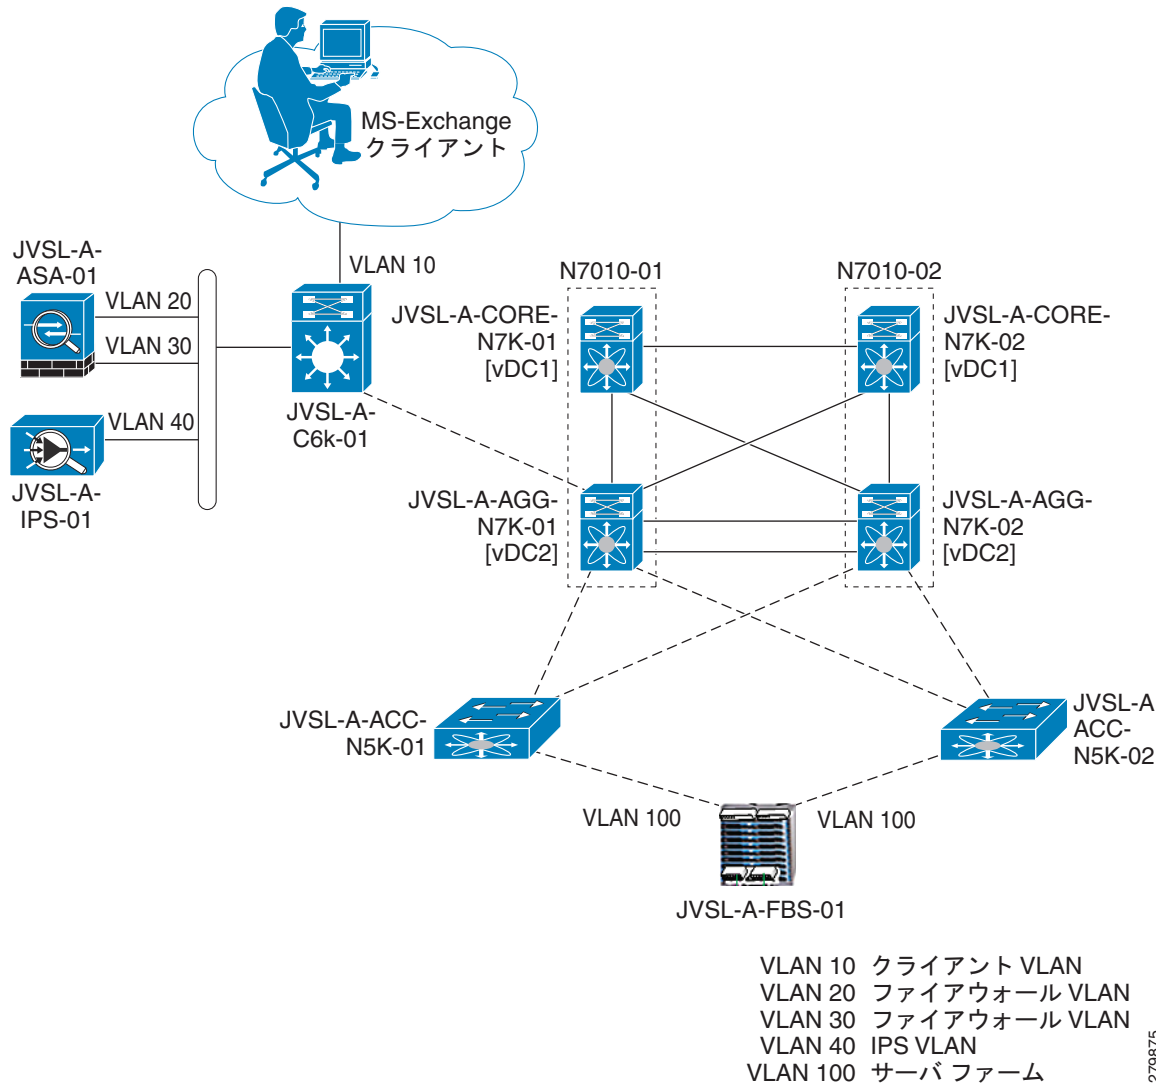 MS-Exchange
クライアント
JVSL-A-
ASA-01
VLAN 20
VLAN 30
VLAN 40
JVSL-A-
IPS-01
VLAN 10
JVSL-A-
C6k-01
N7010-01
N7010-02
JVSL-A-CORE-
N7K-01
[vDC1]
JVSL-A-CORE-
N7K-02
[vDC1]
JVSL-A-AGG-
N7K-01
[vDC2]
JVSL-A-AGG-
N7K-02
[vDC2]
JVSL-A-ACC-
N5K-01
JVSL-A
ACC-
N5K-02
VLAN 100
VLAN 100
JVSL-A-FBS-01
VLAN 10 クライアント VLAN
VLAN 20 ファイアウォール VLAN
VLAN 30 ファイアウォール VLAN
VLAN 40 IPS VLAN
VLAN 100 サーバ ファーム
279875